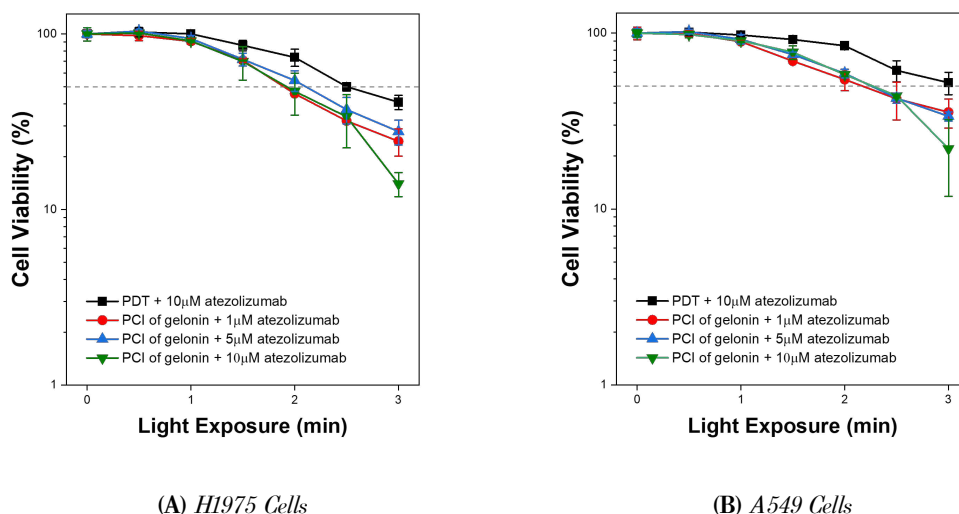 100
10
1
Cell Viability (%)
PDT + 10μM atezolizumab
PCI of gelonin + 1μM atezolizumab
PCI of gelonin + 5μM atezolizumab
PCI of gelonin + 10μM atezolizumab
0 1 2 3
Light Exposure (min)
(A) H1975 Cells
100
10
1
Cell Viability (%)
PDT + 10μM atezolizumab
PCI of gelonin + 1μM atezolizumab
PCI of gelonin + 5μM atezolizumab
PCI of gelonin + 10μM atezolizumab
0 1 2 3
Light Exposure (min)
(B) A549 Cells